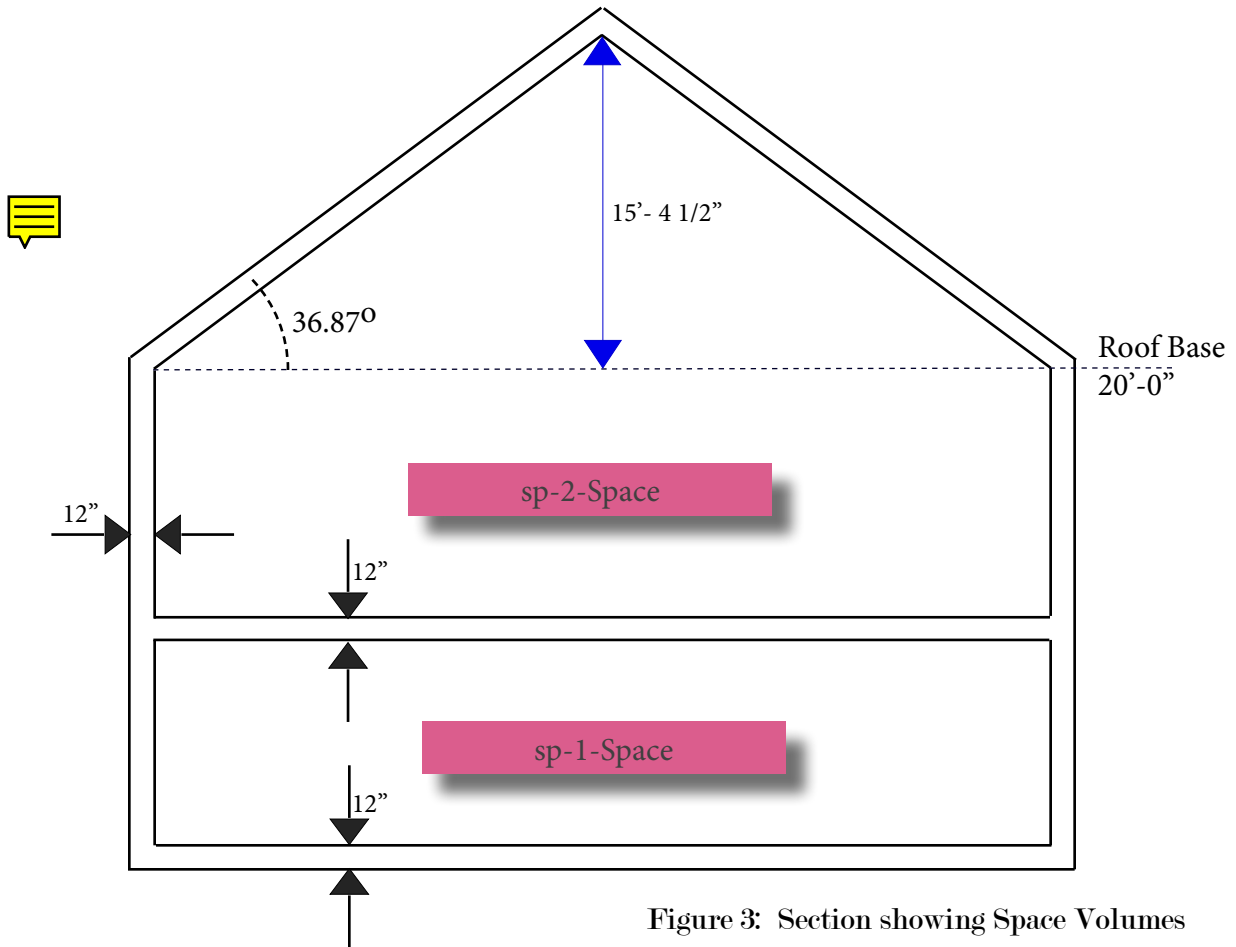 15’- 4 1/2”
36.87º
Roof Base
20’-0”
sp-2-Space
12”
12”
sp-1-Space
12”
Figure 3: Section showing Space Volumes